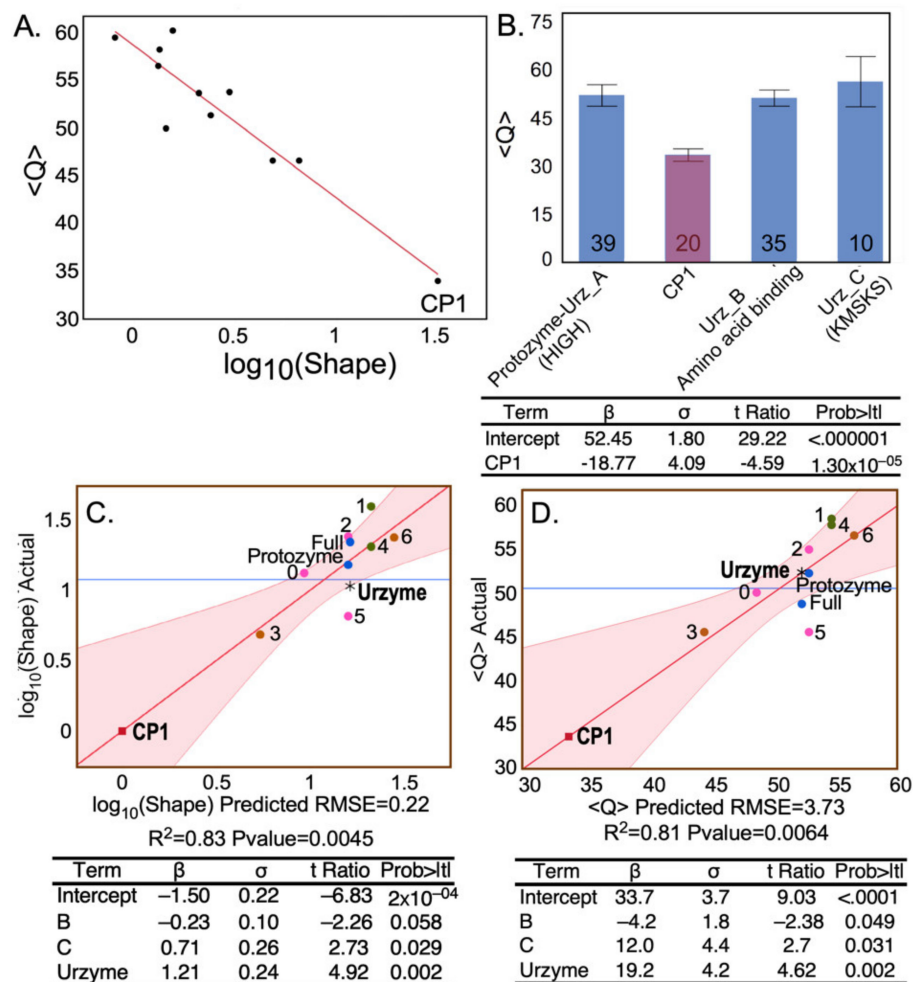 A.
60
55
50
45
40
35
30
<Q>
CP1
0
0.5
1
1.5
log10(Shape)
B.
75
60
45
30
15
0
<Q>
39
20
35
10
Protozyme-Urz_A
(HIGH)
CP1
Urz_B
Amino acid binding
Urz_C
(KMSKS)
Term β σ t Ratio Prob>ltl
Intercept 52.45 1.80 29.22 <.000001
CP1 -18.77 4.09 -4.59 1.30x10–05
C.
1.5
1
0.5
0
log10(Shape) Actual
1
2
Full
6
4
Protozyme
0
Urzyme
5
3
CP1
0
1
1.5
log10(Shape) Predicted RMSE=0.22
R2=0.83 Pvalue=0.0045
Term β σ t Ratio Prob>ltl
Intercept –1.50 0.22 –6.83 2x10–04
B –0.23 0.10 –2.26 0.058
C 0.71 0.26 2.73 0.029
Urzyme 1.21 0.24 4.92 0.002
D.
60
55
50
45
40
45
30
<Q> Actual
1
4
6
2
Urzyme
Protozyme
0
Full
3
5
CP1
30 35 40 45 50 55 60
<Q> Predicted RMSE=3.73
R2=0.81 Pvalue=0.0064
Term β σ t Ratio Prob>ltl
Intercept 33.7 3.7 9.03 <.0001
B –4.2 1.8 –2.38 0.049
C 12.0 4.4 2.7 0.031
Urzyme 19.2 4.2 4.62 0.002